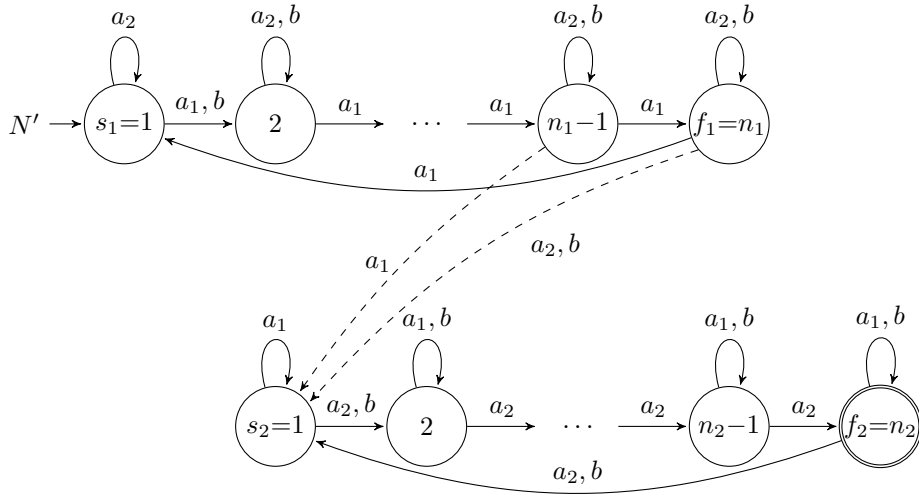 a₂ a₂, b a₂, b a₂, b
N′ s₁=1 a₁, b 2 a₁ ⋯ a₁ n₁−1 a₁ f₁=n₁
a₁
a₁ a₂, b
a₁ a₁, b a₁, b a₁, b
s₂=1 a₂, b 2 a₂ ⋯ a₂ n₂−1 a₂ f₂=n₂
a₂, b